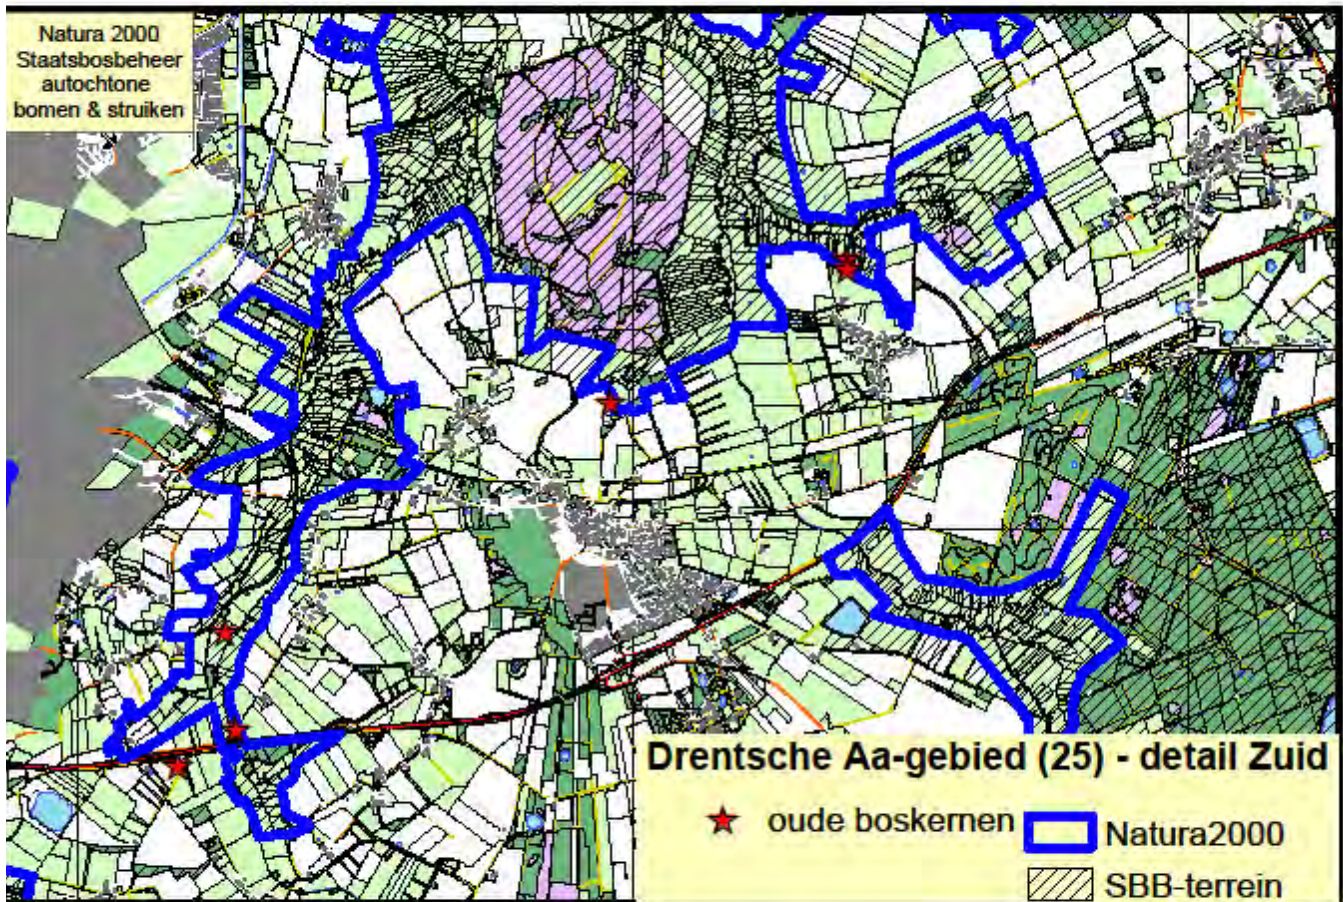 Natura 2000
Staatsbosbeheer
autochtone
bomen & struiken
Drentsche Aa-gebied (25) - detail Zuid
oude boskernen
Natura2000
SBB-terrein